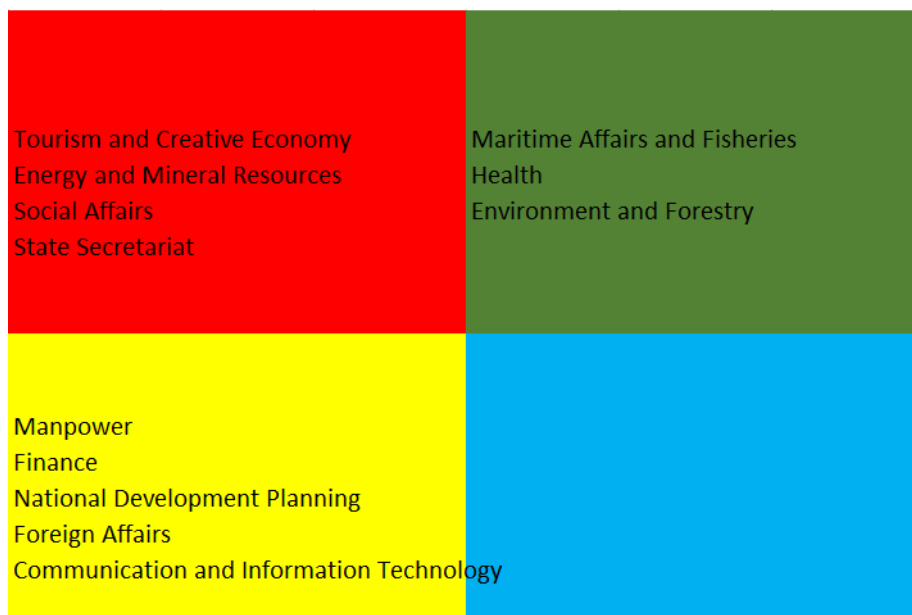 Tourism and Creative Economy
Energy and Mineral Resources
Social Affairs
State Secretariat
Maritime Affairs and Fisheries
Health
Environment and Forestry
Manpower
Finance
National Development Planning
Foreign Affairs
Communication and Information Technology